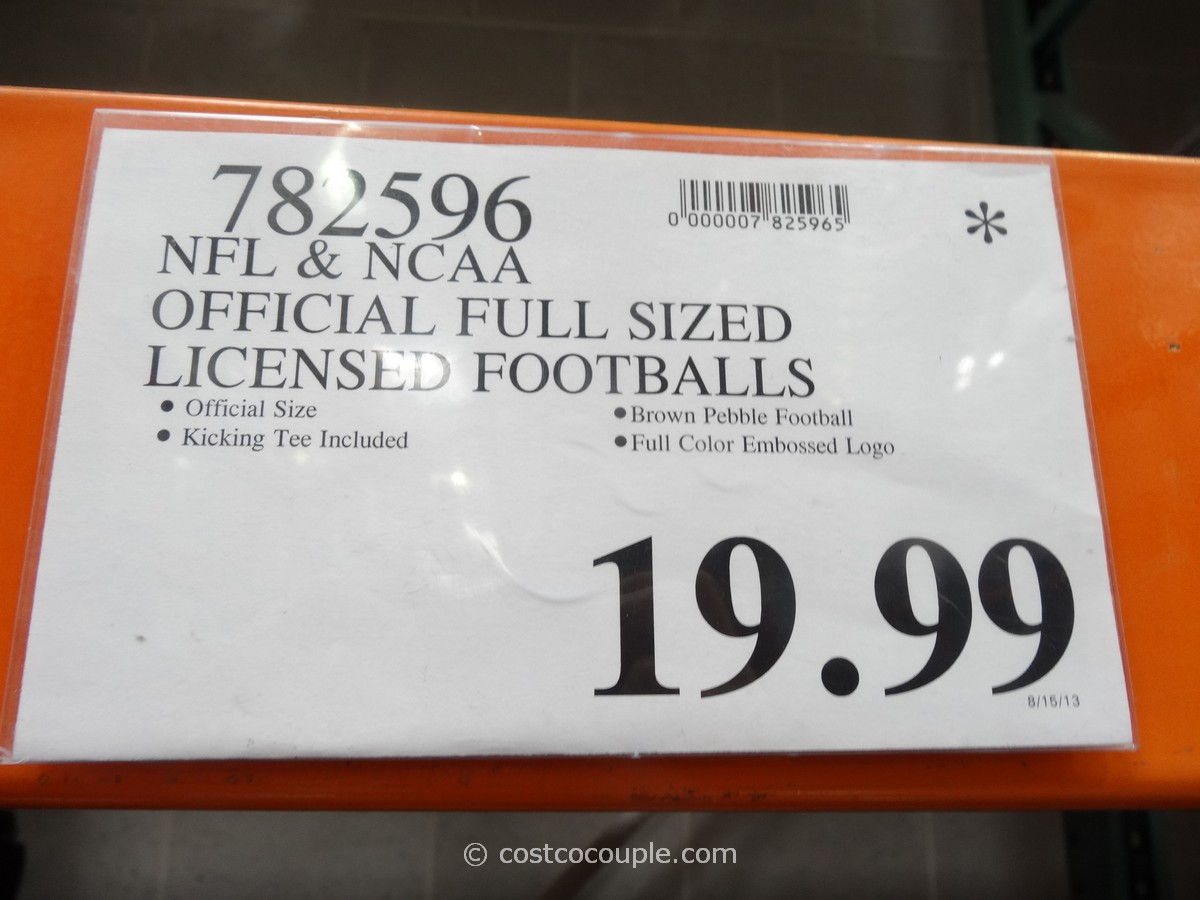 782596
0 000007 825965
*
NFL & NCAA
OFFICIAL FULL SIZED
LICENSED FOOTBALLS
• Official Size
• Kicking Tee Included
• Brown Pebble Football
• Full Color Embossed Logo
19.99
8/15/13
© costcocouple.com